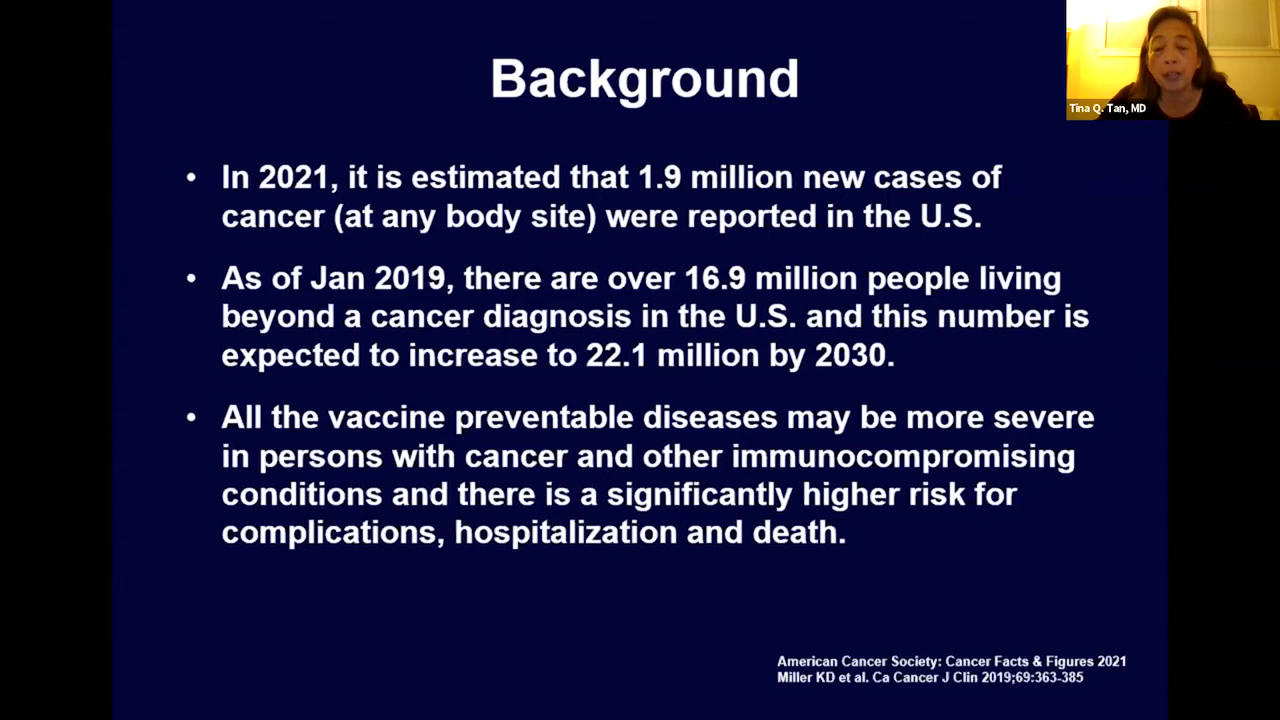 Background
Tina Q. Tan, MD
• In 2021, it is estimated that 1.9 million new cases of
cancer (at any body site) were reported in the U.S.
• As of Jan 2019, there are over 16.9 million people living
beyond a cancer diagnosis in the U.S. and this number is
expected to increase to 22.1 million by 2030.
• All the vaccine preventable diseases may be more severe
in persons with cancer and other immunocompromising
conditions and there is a significantly higher risk for
complications, hospitalization and death.
American Cancer Society: Cancer Facts & Figures 2021
Miller KD et al. Ca Cancer J Clin 2019;69:363-385